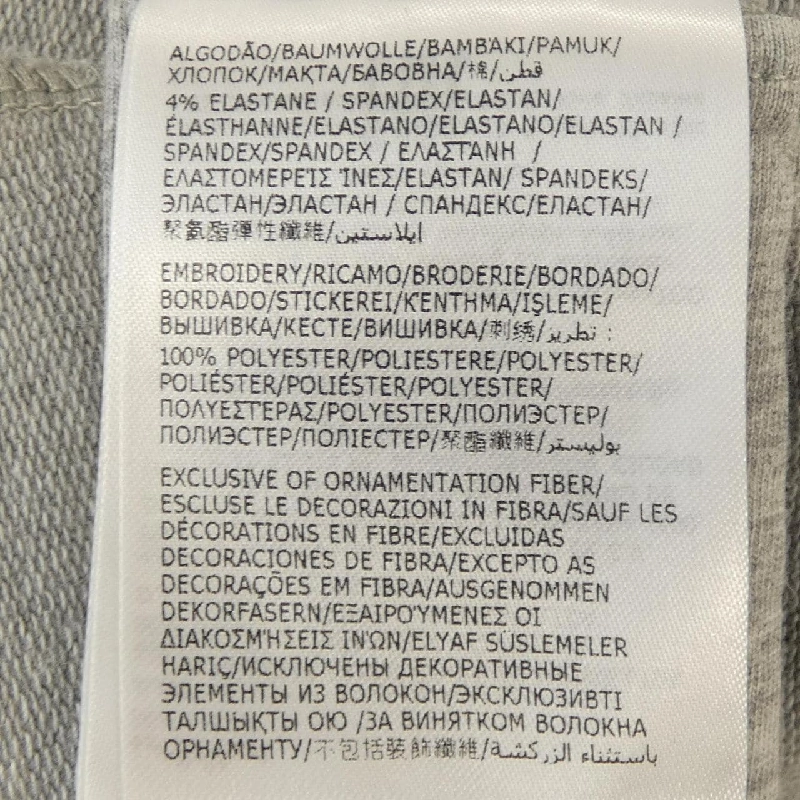 ALGODÃO/BAUMWOLLE/BAMBAKI/PAMUK/
ХЛОПОК/МАҚТА/БАВОВНА/棉/قطن
4% ELASTANE / SPANDEX/ELASTAN/
ÉLASTHANNE/ELASTANO/ELASTANO/ELASTAN /
SPANDEX/SPANDEX / ΕΛΑΣΤΑΝΗ /
ΕΛΑΣΤΟΜΕΡΕΊΣ ΊΝΕΣ/ELASTAN/ SPANDEKS/
ЭЛАСТАН/ЭЛАСТАН / СПАНДЕКС/ЕЛАСТАН/
聚氨酯彈性纖維/إيلاستين
EMBROIDERY/RICAMO/BRODERIE/BORDADO/
BORDADO/STICKEREI/ΚΕΝΤΗΜΑ/IŞLEME/
ВЫШИВКА/КЕСТЕ/ВИШИВКА/刺绣/تطريز :
100% POLYESTER/POLIESTERE/POLYESTER/
POLIÉSTER/POLIÉSTER/POLYESTER/
ΠΟΛΥΕΣΤΈΡΑΣ/POLYESTER/ПОЛИЭСТЕР/
ПОЛИЭСТЕР/ПОЛІЕСТЕР/聚酯纖維/بوليستر
EXCLUSIVE OF ORNAMENTATION FIBER/
ESCLUSE LE DECORAZIONI IN FIBRA/SAUF LES
DÉCORATIONS EN FIBRE/EXCLUIDAS
DECORACIONES DE FIBRA/EXCEPTO AS
DECORAÇÕES EM FIBRA/AUSGENOMMEN
DEKORFASERN/ΕΞΑΙΡΟΎΜΕΝΕΣ ΟΙ
ΔΙΑΚΟΣΜΉΣΕΙΣ ΙΝΏΝ/ELYAF SÜSLEMELER
HARIÇ/ИСКЛЮЧЕНЫ ДЕКОРАТИВНЫЕ
ЭЛЕМЕНТЫ ИЗ ВОЛОКОН/ЭКСКЛЮЗИВТІ
ТАЛШЫҚТЫ ОЮ /ЗА ВИНЯТКОМ ВОЛОКНА
ОРНАМЕНТУ/不包括裝飾纖維/باستثناء الزركشة